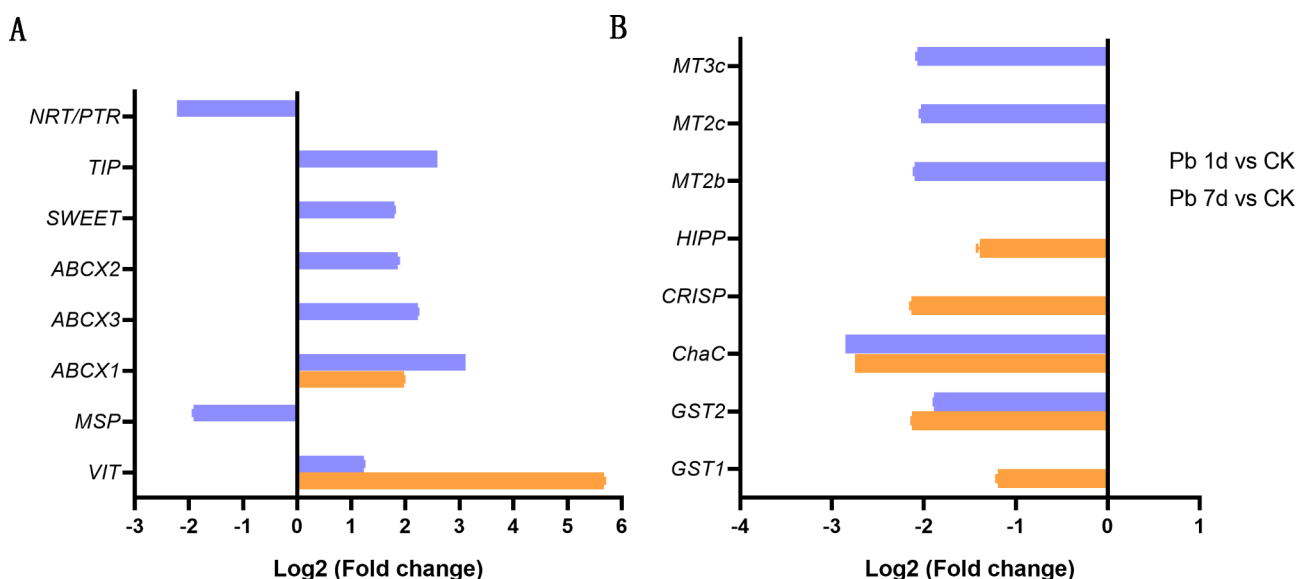 A
NRT/PTR
TIP
SWEET
ABCX2
ABCX3
ABCX1
MSP
VIT
-3 -2 -1 0 1 2 3 4 5 6
Log2 (Fold change)
B
MT3c
MT2c
MT2b
HIPP
CRISP
ChaC
GST2
GST1
-4 -3 -2 -1 0 1
Log2 (Fold change)
Pb 1d vs CK
Pb 7d vs CK